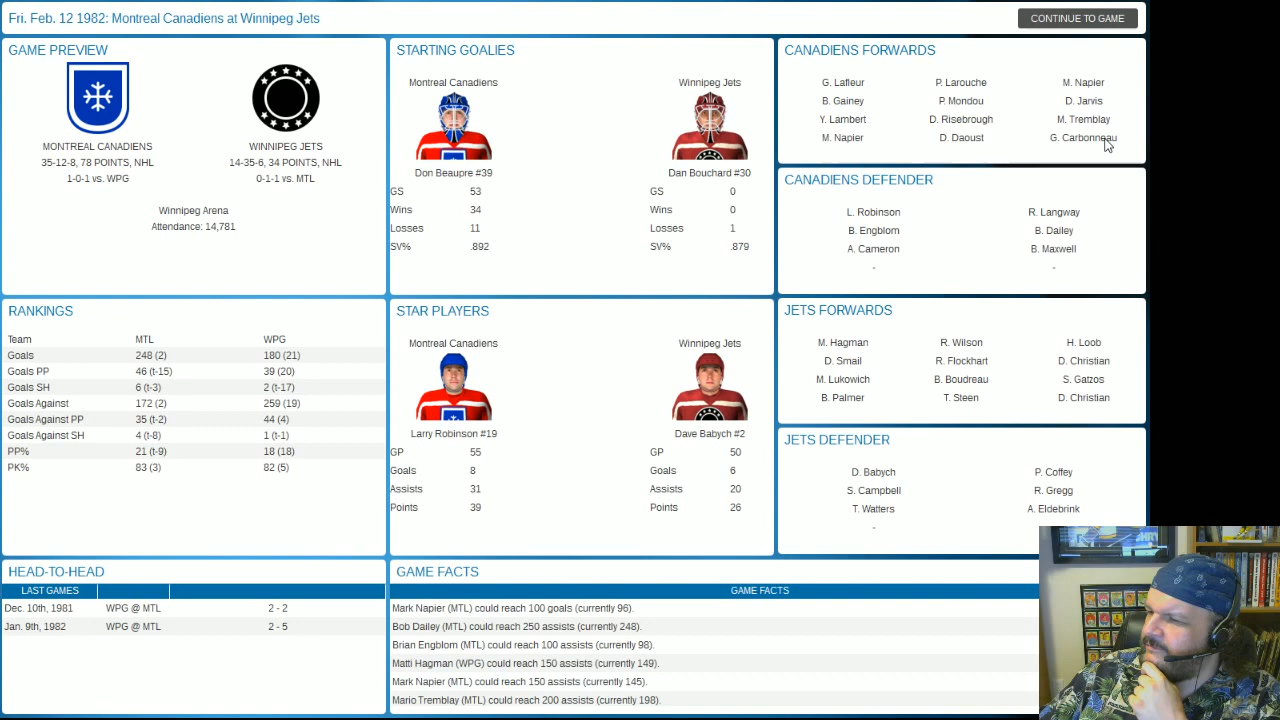 Fri. Feb. 12 1982: Montreal Canadiens at Winnipeg Jets
CONTINUE TO GAME
GAME PREVIEW
MONTREAL CANADIENS WINNIPEG JETS
35-12-8, 78 POINTS, NHL 14-35-6, 34 POINTS, NHL
1-0-1 vs. WPG 0-1-1 vs. MTL
Winnipeg Arena
Attendance: 14,781
STARTING GOALIES
Montreal Canadiens Winnipeg Jets
Don Beaupre #39 Dan Bouchard #30
GS 53 GS 0
Wins 34 Wins 0
Losses 11 Losses 1
SV% .892 SV% .879
CANADIENS FORWARDS
G. Lafleur P. Larouche M. Napier
B. Gainey P. Mondou D. Jarvis
Y. Lambert D. Risebrough M. Tremblay
M. Napier D. Daoust G. Carbonneau
CANADIENS DEFENDER
L. Robinson R. Langway
B. Engblom B. Dailey
A. Cameron B. Maxwell
- -
RANKINGS
Team MTL WPG
Goals 248 (2) 180 (21)
Goals PP 46 (t-15) 39 (20)
Goals SH 6 (t-3) 2 (t-17)
Goals Against 172 (2) 259 (19)
Goals Against PP 35 (t-2) 44 (4)
Goals Against SH 4 (t-8) 1 (t-1)
PP% 21 (t-9) 18 (18)
PK% 83 (3) 82 (5)
STAR PLAYERS
Montreal Canadiens Winnipeg Jets
Larry Robinson #19 Dave Babych #2
GP 55 GP 50
Goals 8 Goals 6
Assists 31 Assists 20
Points 39 Points 26
JETS FORWARDS
M. Hagman R. Wilson H. Loob
D. Smail R. Flockhart D. Christian
M. Lukowich B. Boudreau S. Gatzos
B. Palmer T. Steen D. Christian
JETS DEFENDER
D. Babych P. Coffey
S. Campbell R. Gregg
T. Watters A. Eldebrink
-
HEAD-TO-HEAD
LAST GAMES
Dec. 10th, 1981 WPG @ MTL 2 - 2
Jan. 9th, 1982 WPG @ MTL 2 - 5
GAME FACTS
GAME FACTS
Mark Napier (MTL) could reach 100 goals (currently 96).
Bob Dailey (MTL) could reach 250 assists (currently 248).
Brian Engblom (MTL) could reach 100 assists (currently 98).
Matti Hagman (WPG) could reach 150 assists (currently 149).
Mark Napier (MTL) could reach 150 assists (currently 145).
Mario Tremblay (MTL) could reach 200 assists (currently 198).